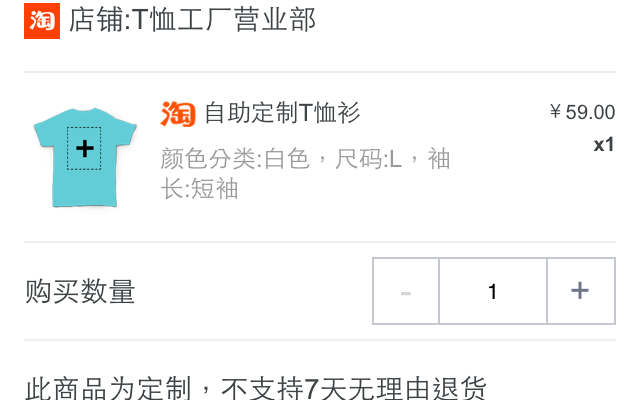 淘 店铺:T恤工厂营业部
淘 自助定制T恤衫
￥59.00
颜色分类:白色，尺码:L，袖
长:短袖
x1
购买数量
- 1 +
此商品为定制，不支持7天无理由退货